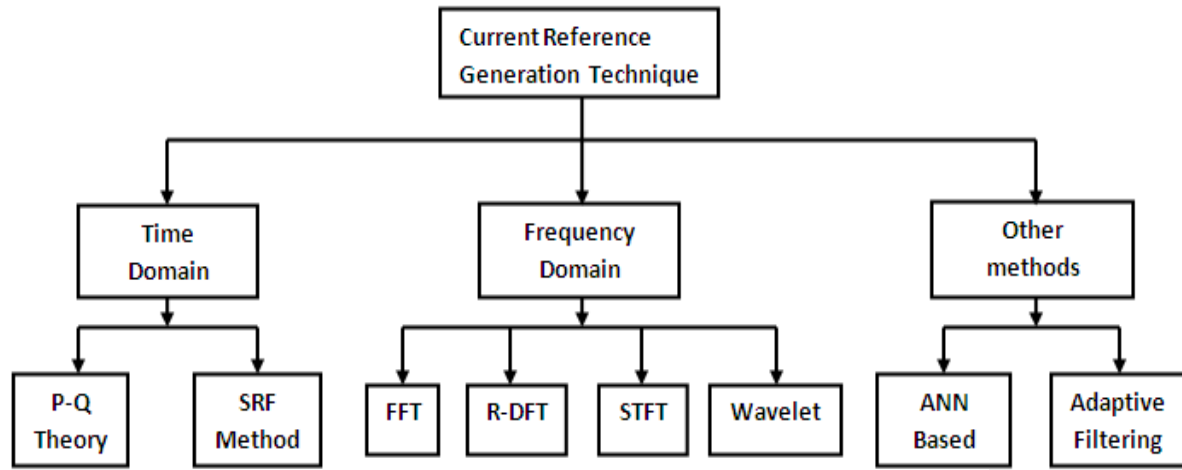 Current Reference
Generation Technique
Time
Domain
Frequency
Domain
Other
methods
P-Q
Theory
SRF
Method
FFT
R-DFT
STFT
Wavelet
ANN
Based
Adaptive
Filtering